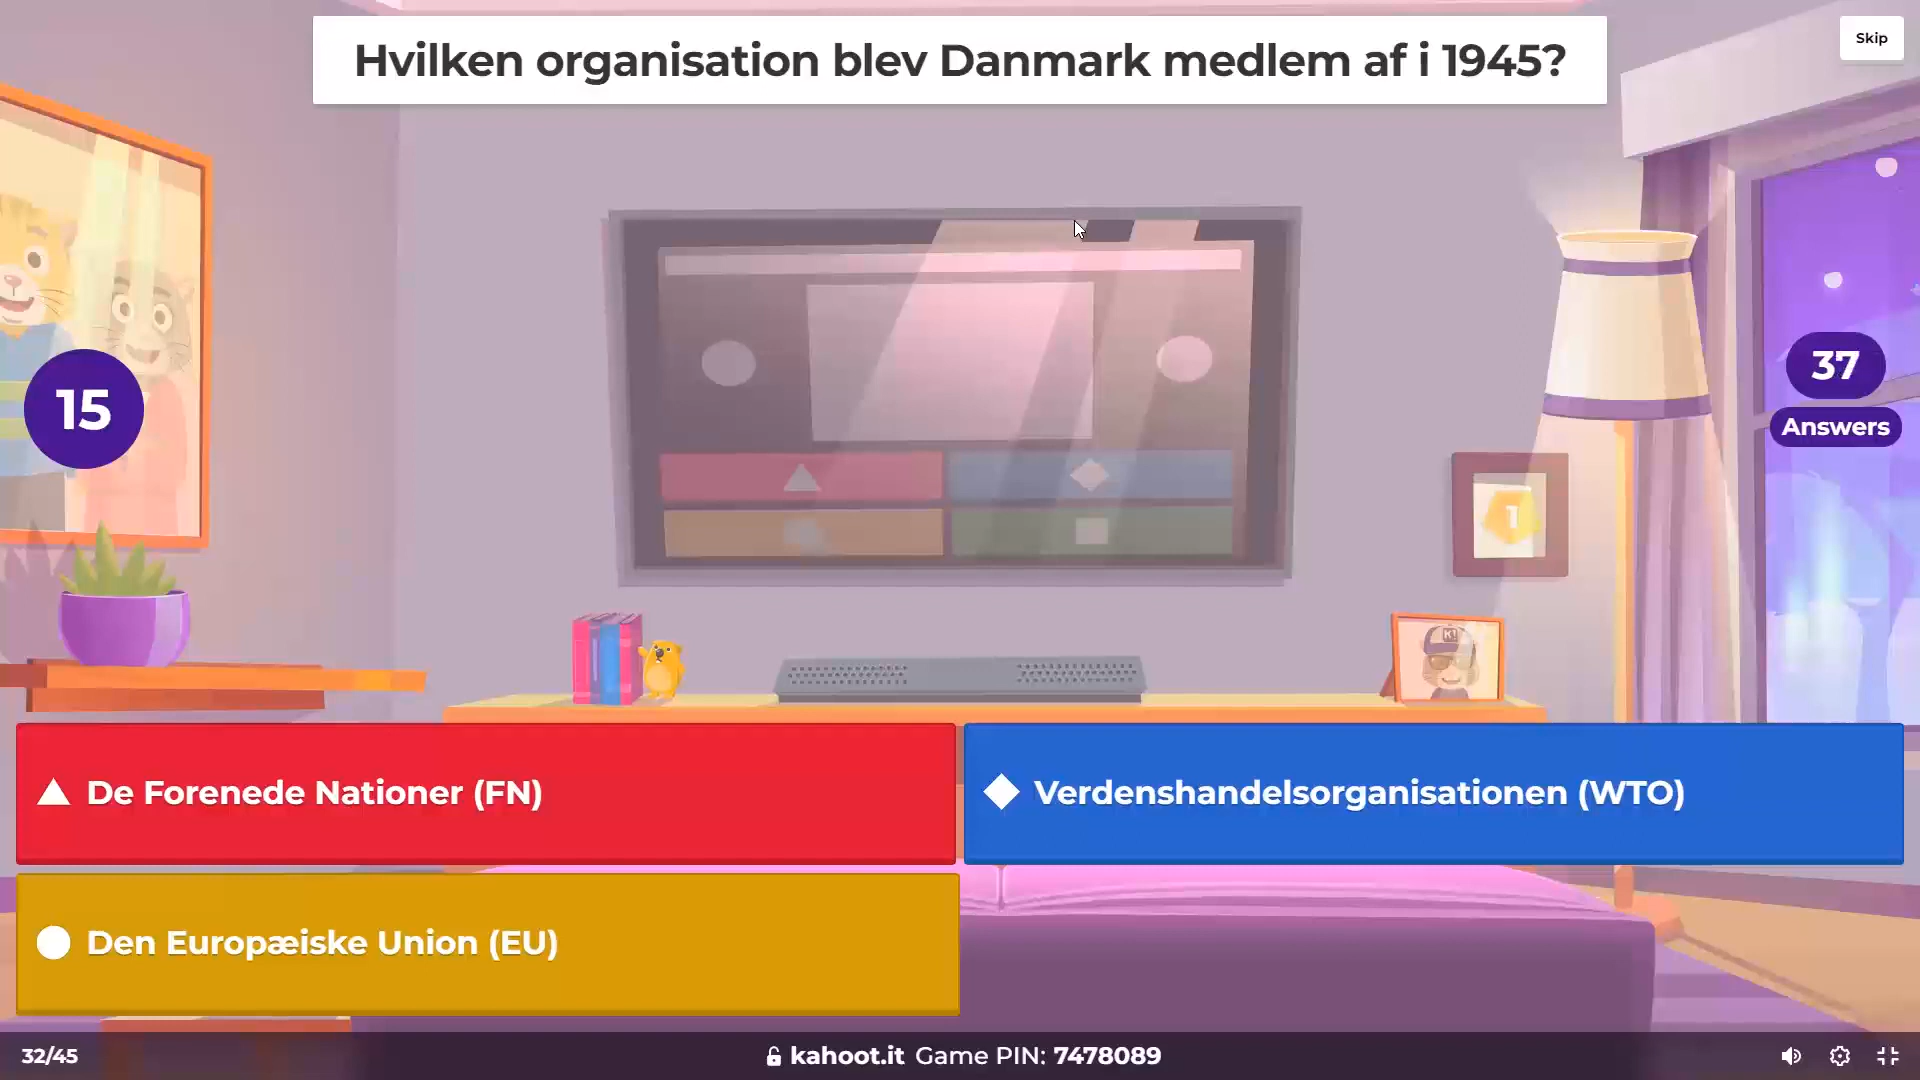 Hvilken organisation blev Danmark medlem af i 1945?
Skip
15
37
Answers
1
K!
De Forenede Nationer (FN)
Verdenshandelsorganisationen (WTO)
Den Europæiske Union (EU)
32/45
kahoot.it Game PIN: 7478089